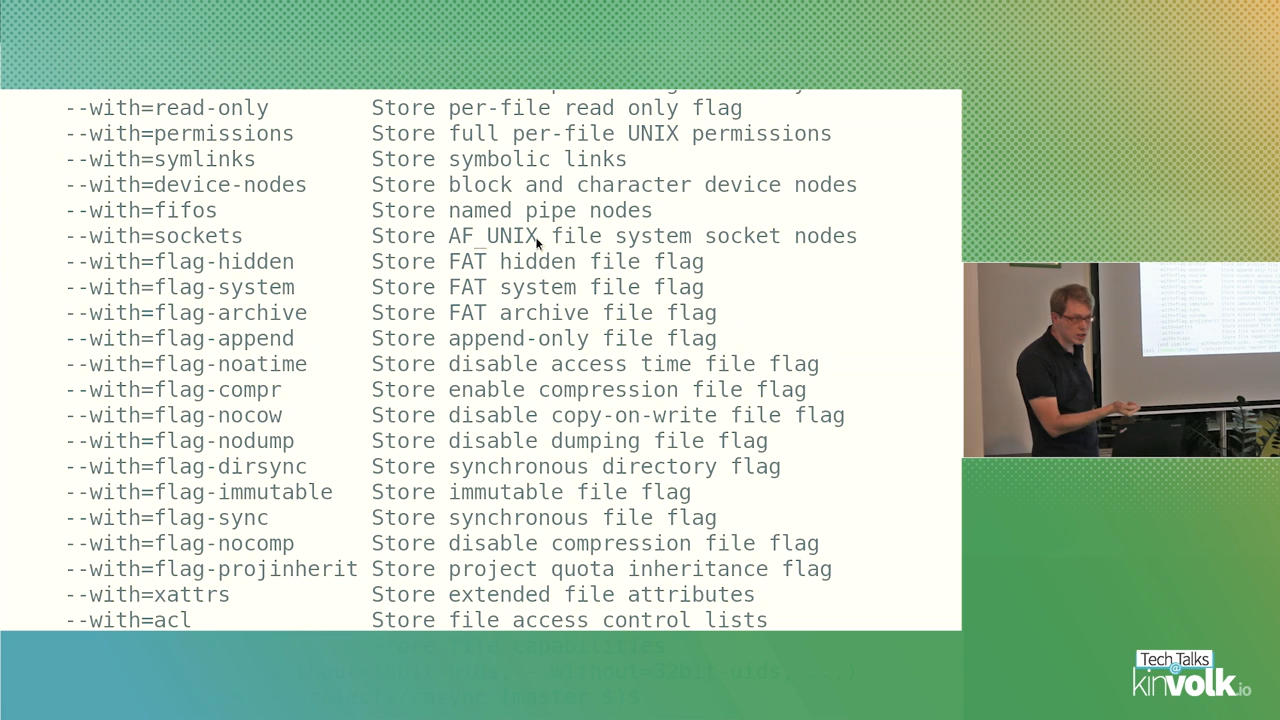 --with=read-only Store per-file read only flag
--with=permissions Store full per-file UNIX permissions
--with=symlinks Store symbolic links
--with=device-nodes Store block and character device nodes
--with=fifos Store named pipe nodes
--with=sockets Store AF_UNIX file system socket nodes
--with=flag-hidden Store FAT hidden file flag
--with=flag-system Store FAT system file flag
--with=flag-archive Store FAT archive file flag
--with=flag-append Store append-only file flag
--with=flag-noatime Store disable access time file flag
--with=flag-compr Store enable compression file flag
--with=flag-nocow Store disable copy-on-write file flag
--with=flag-nodump Store disable dumping file flag
--with=flag-dirsync Store synchronous directory flag
--with=flag-immutable Store immutable file flag
--with=flag-sync Store synchronous file flag
--with=flag-nocomp Store disable compression file flag
--with=flag-projinherit Store project quota inheritance flag
--with=xattrs Store extended file attributes
--with=acl Store file access control lists
Store file capabilities
without=32bit-uids, ...)
Tech Talks
@
kinvolk.io